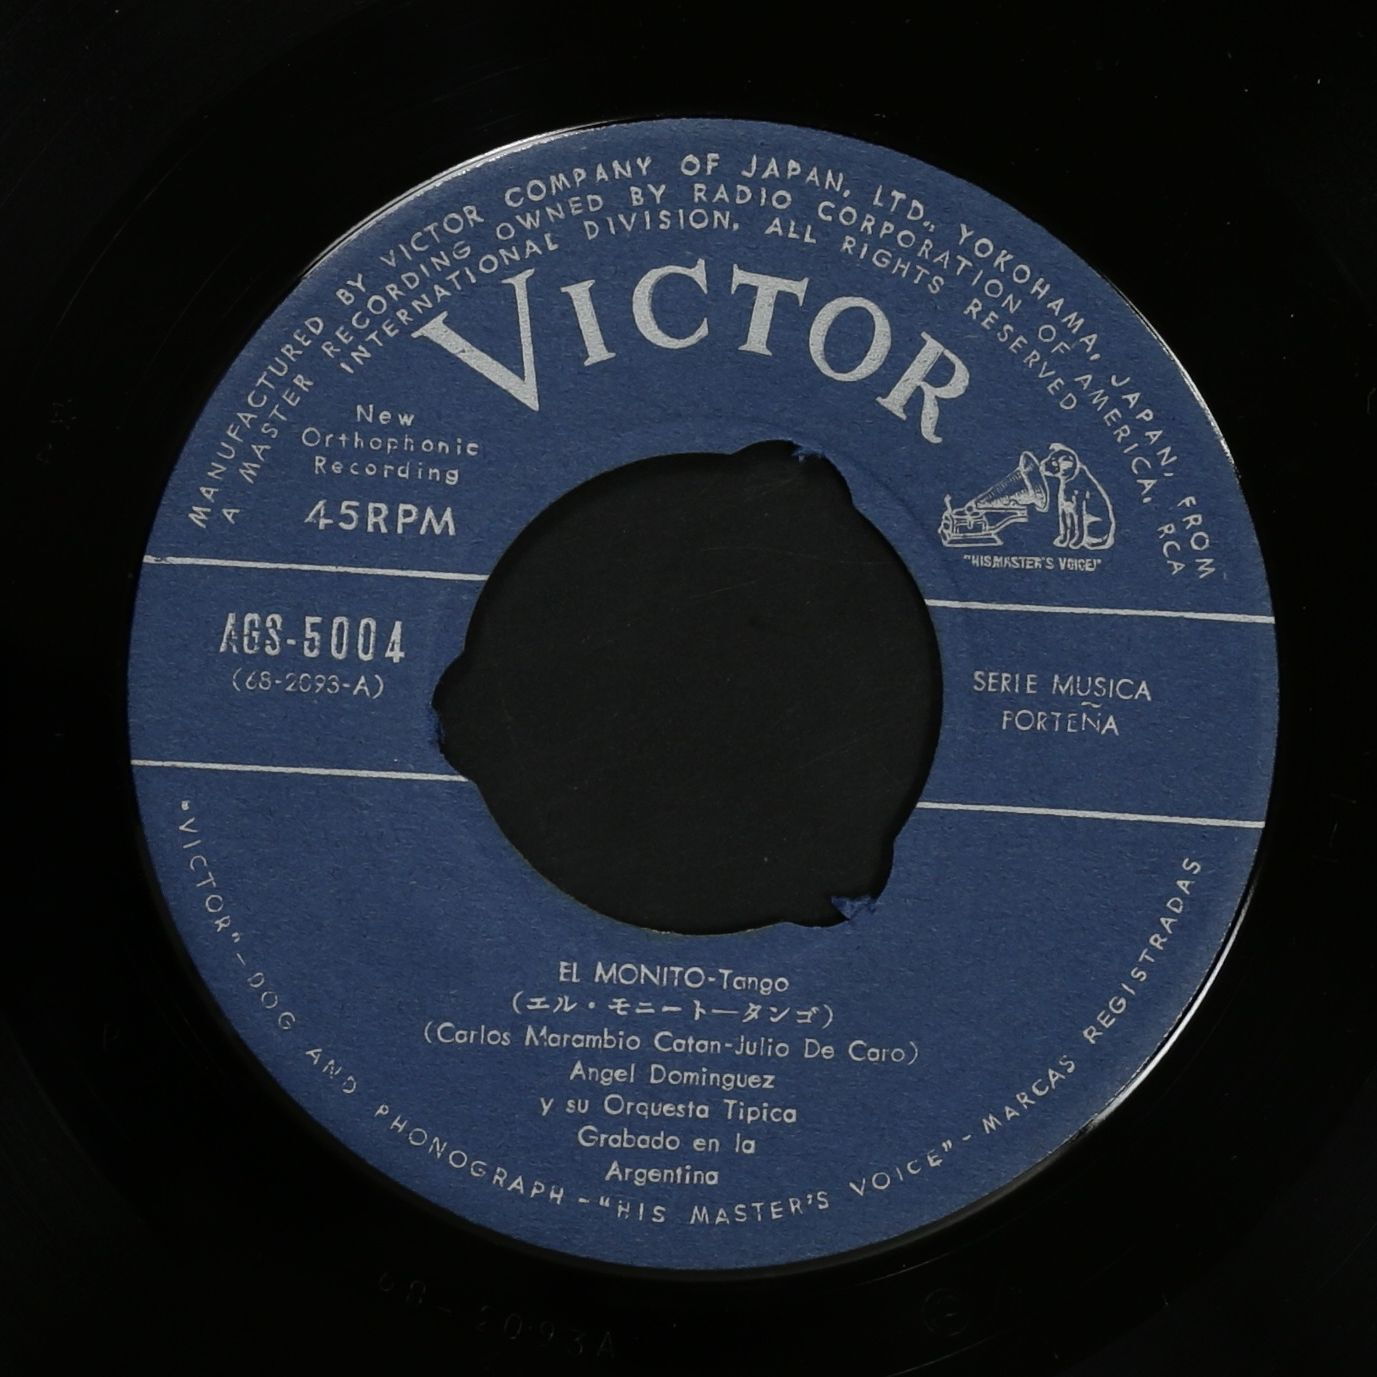 MANUFACTURED BY VICTOR COMPANY OF JAPAN, LTD., YOKOHAMA, JAPAN, FROM
A MASTER RECORDING OWNED BY RADIO CORPORATION OF AMERICA, RCA
INTERNATIONAL DIVISION, ALL RIGHTS RESERVED
VICTOR
New
Orthophonic
Recording
45RPM
"HIS MASTER'S VOICE"
AGS-5004
(68-2093-A)
SERIE MUSICA
PORTEÑA
EL MONITO-Tango
(エル・モニートータンゴ)
(Carlos Marambio Catan-Julio De Caro)
Angel Dominguez
y su Orquesta Tipica
Grabado en la
Argentina
"VICTOR"-DOG AND PHONOGRAPH-"HIS MASTER'S VOICE"-MARCAS REGISTRADAS
68-2093A